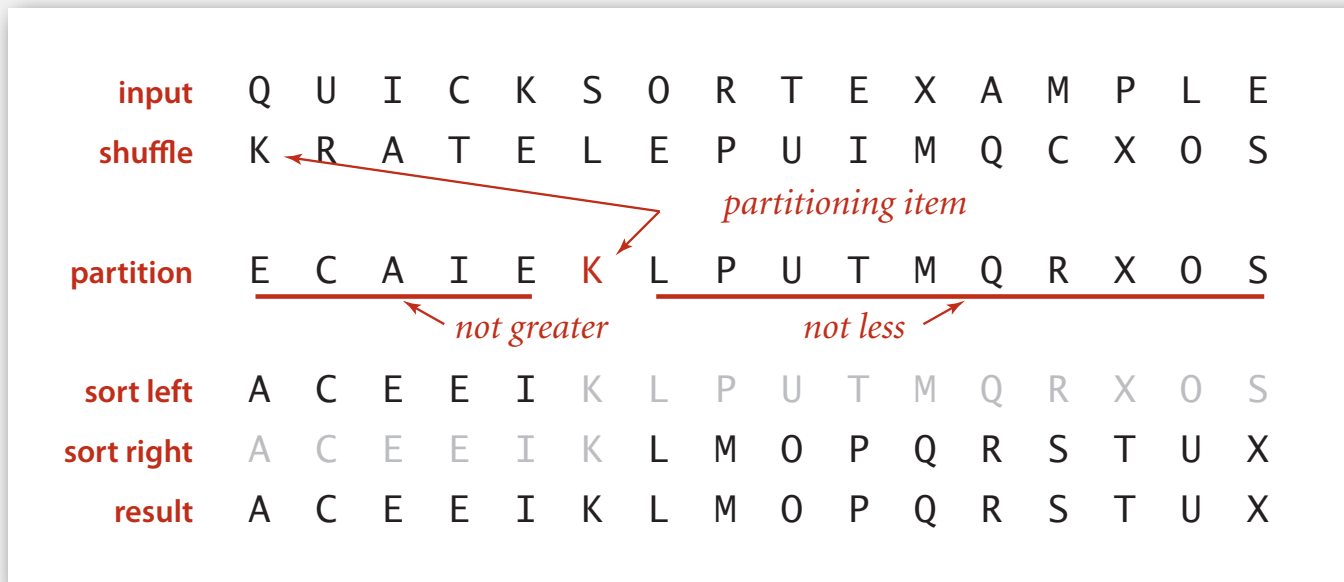 input Q U I C K S O R T E X A M P L E
shuffle K R A T E L E P U I M Q C X O S
partitioning item
partition E C A I E K L P U T M Q R X O S
not greater not less
sort left A C E E I K L P U T M Q R X O S
sort right A C E E I K L M O P Q R S T U X
result A C E E I K L M O P Q R S T U X